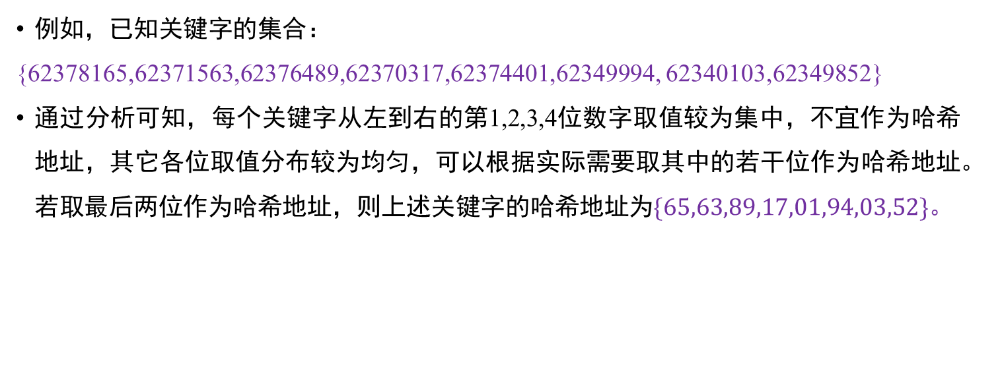 • 例如，已知关键字的集合：
{62378165,62371563,62376489,62370317,62374401,62349994, 62340103,62349852}
• 通过分析可知，每个关键字从左到右的第1,2,3,4位数字取值较为集中，不宜作为哈希
地址，其它各位取值分布较为均匀，可以根据实际需要取其中的若干位作为哈希地址。
若取最后两位作为哈希地址，则上述关键字的哈希地址为{65,63,89,17,01,94,03,52}。